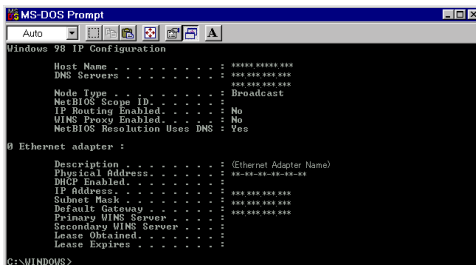 MS-DOS Prompt
Auto
A
Windows 98 IP Configuration
Host Name . . . . . . . . . : ***** ***** ***
DNS Servers . . . . . . . . : *** *** *** ***
*** *** *** ***
Node Type . . . . . . . . . : Broadcast
NetBIOS Scope ID. . . . . . :
IP Routing Enabled. . . . . : No
WINS Proxy Enabled. . . . . : No
NetBIOS Resolution Uses DNS : Yes
0 Ethernet adapter :
Description . . . . . . . . : (Ethernet Adapter Name)
Physical Address. . . . . . : **-**-**-**-**-**
DHCP Enabled. . . . . . . . :
IP Address. . . . . . . . . : *** *** *** ***
Subnet Mask . . . . . . . . : *** *** *** ***
Default Gateway . . . . . . : *** *** *** ***
Primary WINS Server . . . . :
Secondary WINS Server . . . :
Lease Obtained. . . . . . . :
Lease Expires . . . . . . . :
C:\WINDOWS>